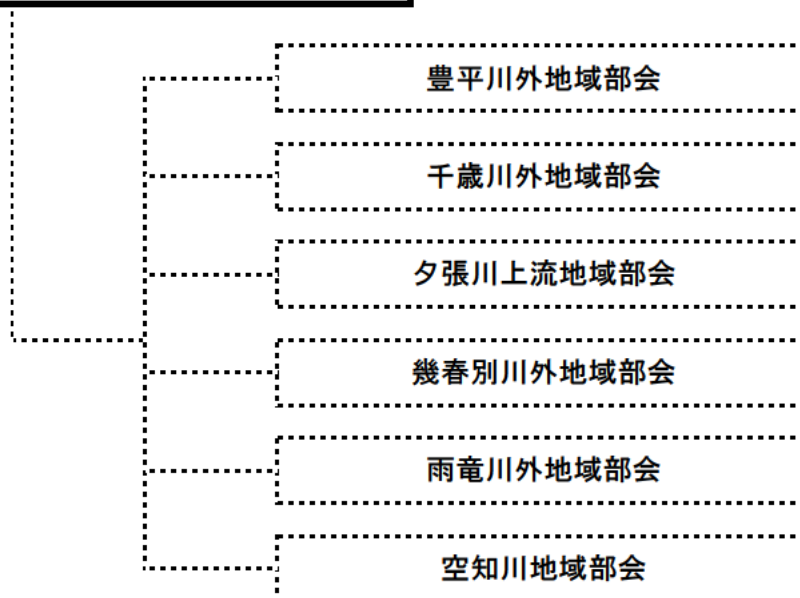 豊平川外地域部会
千歳川外地域部会
夕張川上流地域部会
幾春別川外地域部会
雨竜川外地域部会
空知川地域部会